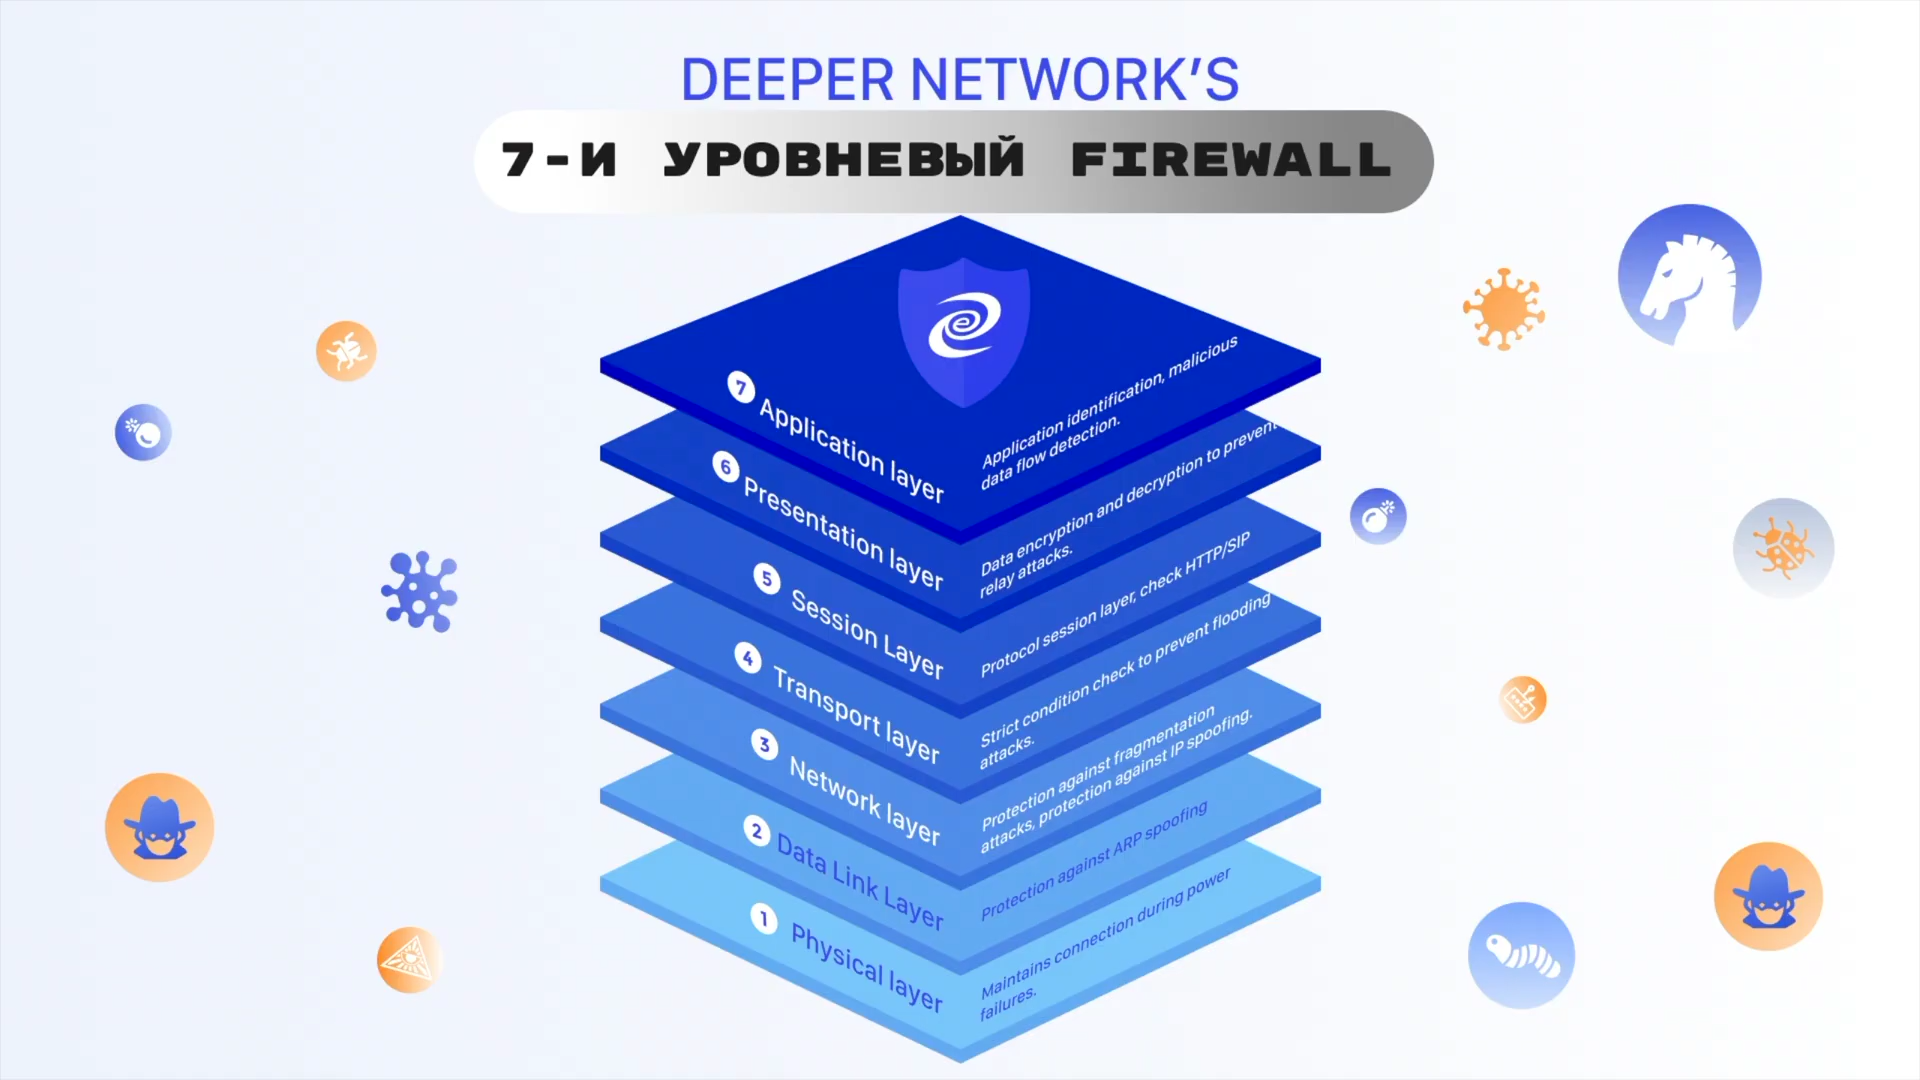 DEEPER NETWORK'S
7-И УРОВНЕВЫЙ FIREWALL
7 Application layer
Application identification, malicious
data flow detection.
6 Presentation layer
Data encryption and decryption to prevent
relay attacks.
5 Session Layer
Protocol session layer, check HTTP/SIP
4 Transport layer
Strict condition check to prevent flooding
attacks.
3 Network layer
Protection against fragmentation
attacks, protection against IP spoofing.
2 Data Link Layer
Protection against ARP spoofing
1 Physical layer
Maintains connection during power
failures.